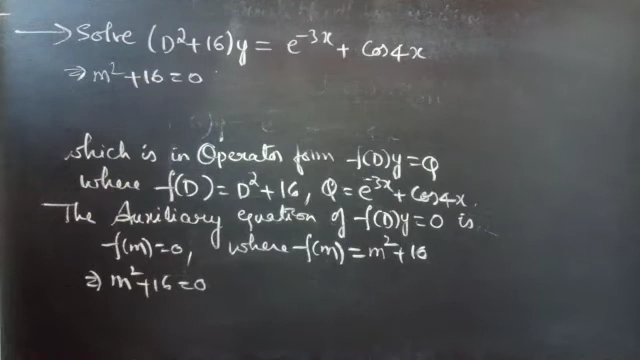 → Solve (D²+16)y = e⁻³ˣ + Cos4x
⇒ m²+16=0
which is in Operator form f(D)y=Q
where f(D)=D²+16, Q=e⁻³ˣ+cos4x.
The Auxiliary equation of f(D)y=0 is
f(m)=0, where f(m)=m²+16
⇒ m²+16=0